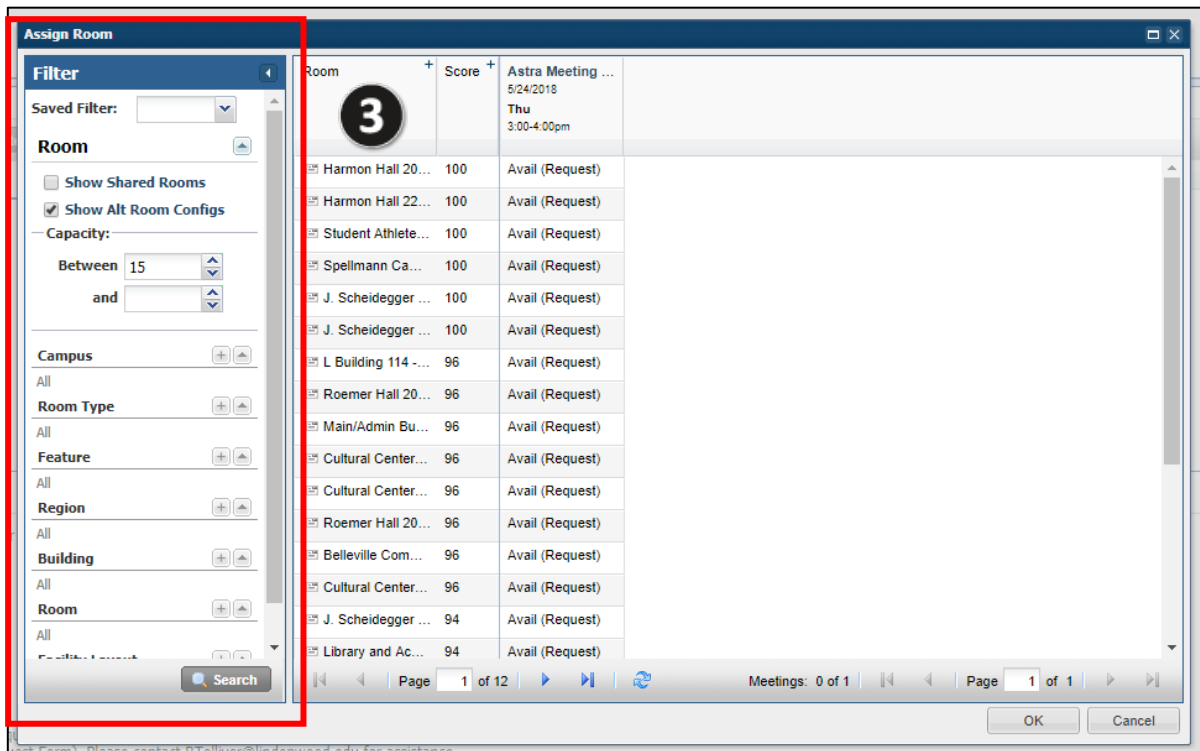 Assign Room
Filter
Saved Filter:
Room
Show Shared Rooms
Show Alt Room Configs
Capacity:
Between 15
and
Campus
All
Room Type
All
Feature
All
Region
All
Building
All
Room
All
Search
Room + Score + Astra Meeting ...
5/24/2018
Thu
3:00-4:00pm
3
Harmon Hall 20... 100 Avail (Request)
Harmon Hall 22... 100 Avail (Request)
Student Athlete... 100 Avail (Request)
Spellmann Ca... 100 Avail (Request)
J. Scheidegger ... 100 Avail (Request)
J. Scheidegger ... 100 Avail (Request)
L Building 114 -... 96 Avail (Request)
Roemer Hall 20... 96 Avail (Request)
Main/Admin Bu... 96 Avail (Request)
Cultural Center... 96 Avail (Request)
Cultural Center... 96 Avail (Request)
Roemer Hall 20... 96 Avail (Request)
Belleville Com... 96 Avail (Request)
Cultural Center... 96 Avail (Request)
J. Scheidegger ... 94 Avail (Request)
Library and Ac... 94 Avail (Request)
Page 1 of 12 Meetings: 0 of 1 Page 1 of 1
OK Cancel